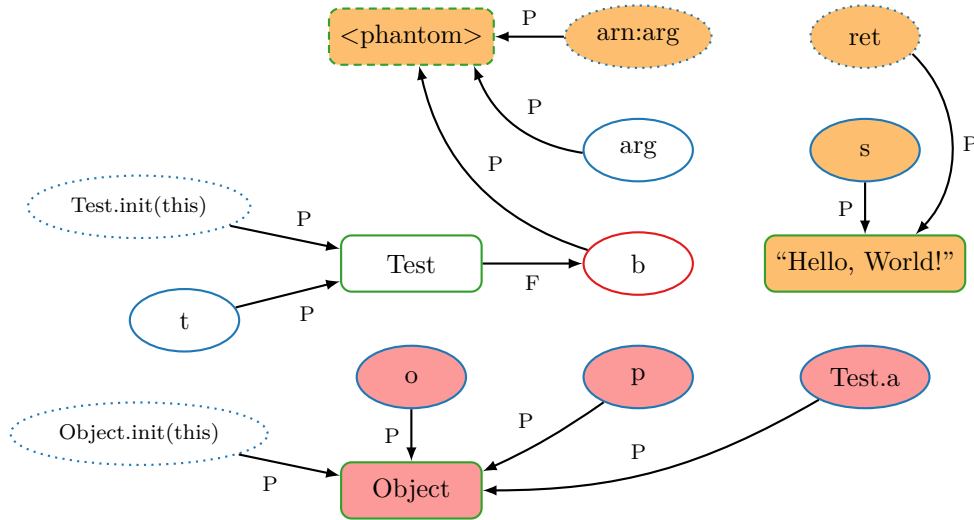 <phantom>
P
arn:arg
ret
P
arg
P
s
P
Test.init(this)
P
P
P
Test
F
b
“Hello, World!”
t
P
o
p
Test.a
Object.init(this)
P
P
P
P
Object